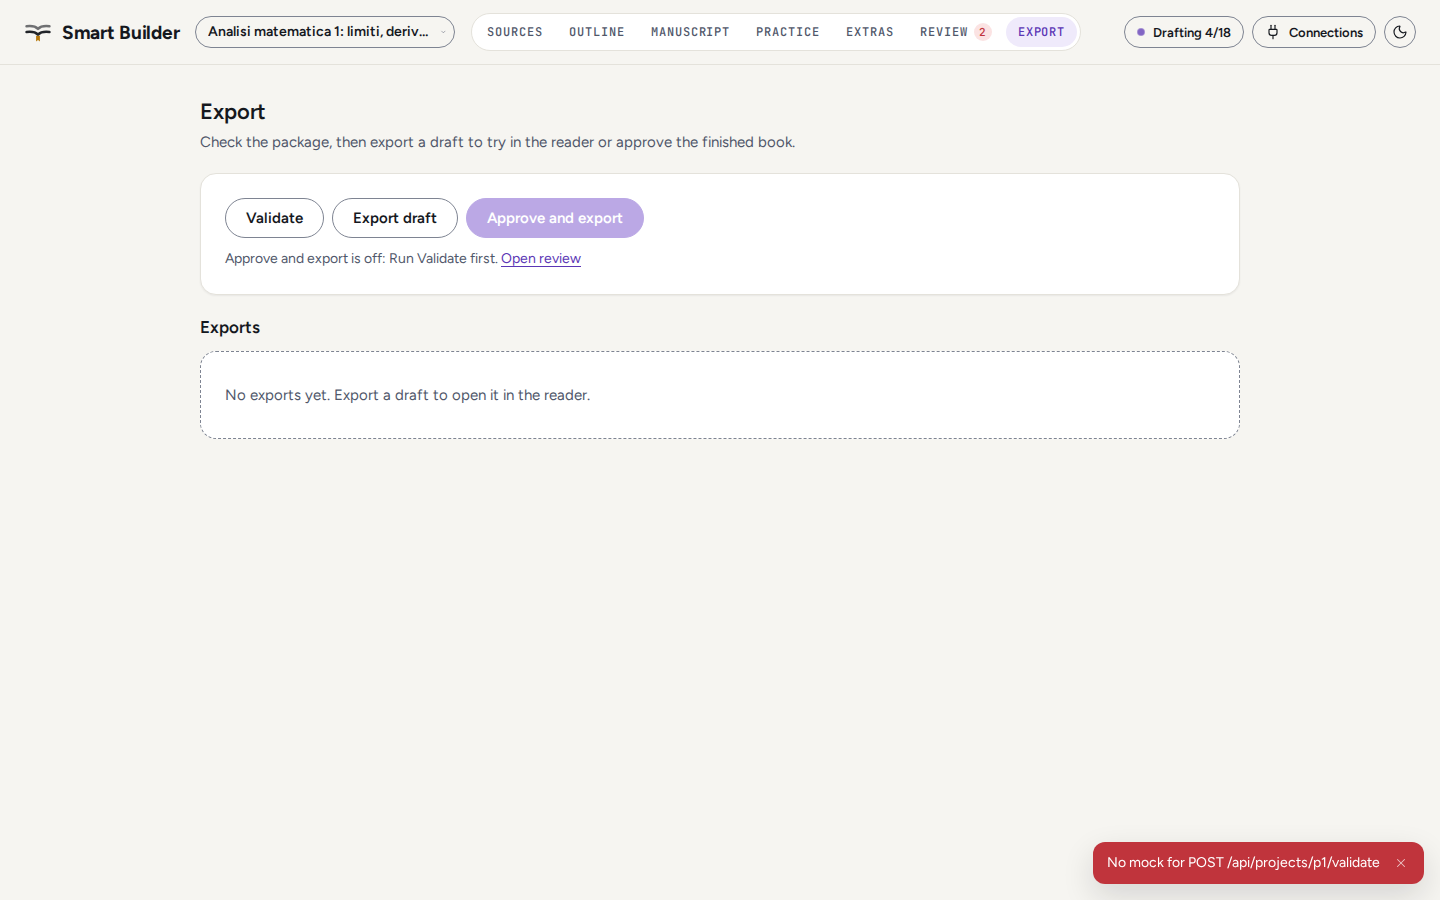 Smart Builder
Analisi matematica 1: limiti, deriv...
SOURCES
OUTLINE
MANUSCRIPT
PRACTICE
EXTRAS
REVIEW 2
EXPORT
Drafting 4/18
Connections
Export
Check the package, then export a draft to try in the reader or approve the finished book.
Validate
Export draft
Approve and export
Approve and export is off: Run Validate first. Open review
Exports
No exports yet. Export a draft to open it in the reader.
No mock for POST /api/projects/p1/validate